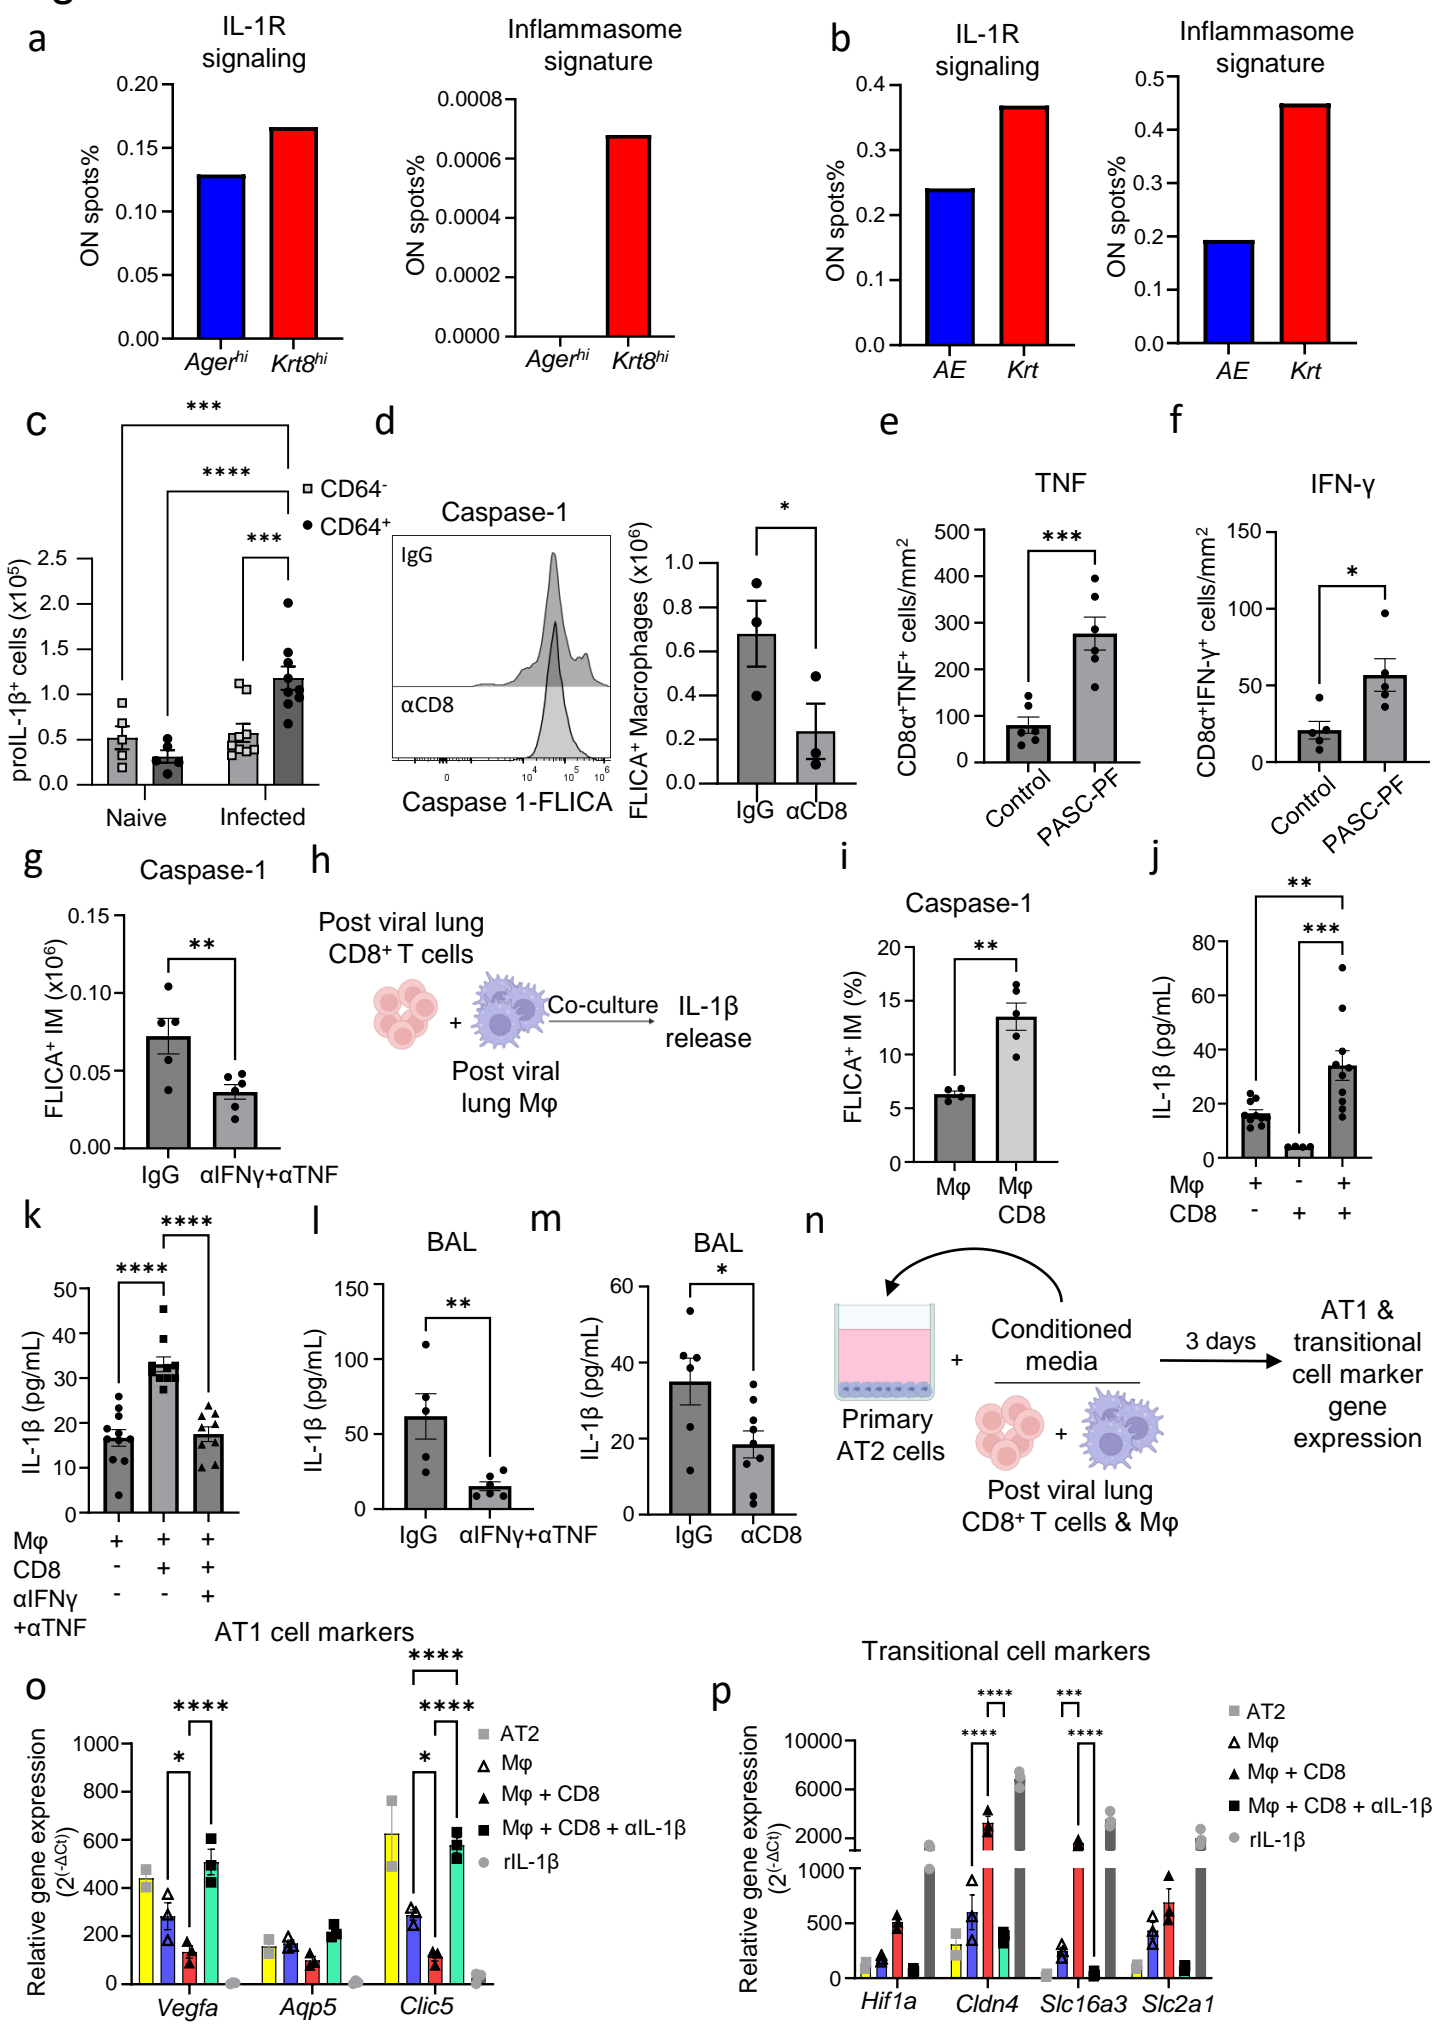 a
IL-1R
signaling
ON spots%
0.20
0.15
0.10
0.05
0.00
Agerhi
Krt8hi
Inflammasome
signature
ON spots%
0.0008
0.0006
0.0004
0.0002
0.0000
Agerhi
Krt8hi
b
IL-1R
signaling
ON spots%
0.4
0.3
0.2
0.1
0.0
AE
Krt
Inflammasome
signature
ON spots%
0.5
0.4
0.3
0.2
0.1
0.0
AE
Krt
c
***
****
***
CD64-
CD64+
proIL-1β+ cells (x105)
2.5
2.0
1.5
1.0
0.5
0.0
Naive
Infected
d
Caspase-1
IgG
αCD8
0
104
105
106
Caspase 1-FLICA
*
FLICA+ Macrophages (x106)
1.0
0.8
0.6
0.4
0.2
0.0
IgG
αCD8
e
TNF
***
CD8α+TNF+ cells/mm2
500
400
300
200
100
0
Control
PASC-PF
f
IFN-γ
*
CD8α+IFN-γ+ cells/mm2
150
100
50
0
Control
PASC-PF
g
Caspase-1
**
FLICA+ IM (x106)
0.15
0.10
0.05
0.00
IgG
αIFNγ+αTNF
h
Post viral lung
CD8+ T cells
+
Co-culture
IL-1β
release
Post viral
lung Mφ
i
Caspase-1
**
FLICA+ IM (%)
20
15
10
5
0
Mφ
Mφ
CD8
j
**
***
IL-1β (pg/mL)
80
60
40
20
0
Mφ + - +
CD8 - + +
k
****
****
IL-1β (pg/mL)
50
40
30
20
10
0
Mφ + + +
CD8 - + +
αIFNγ - - +
+αTNF
l
BAL
**
IL-1β (pg/mL)
150
100
50
0
IgG
αIFNγ+αTNF
m
BAL
*
IL-1β (pg/mL)
60
40
20
0
IgG
αCD8
n
Primary
AT2 cells
+
Conditioned
media
+
Post viral lung
CD8+ T cells & Mφ
3 days
AT1 &
transitional
cell marker
gene
expression
o
AT1 cell markers
*
****
*
****
****
AT2
Mφ
Mφ + CD8
Mφ + CD8 + αIL-1β
rIL-1β
Relative gene expression
(2(-ΔCt))
1000
800
600
400
200
0
Vegfa
Aqp5
Clic5
p
Transitional cell markers
****
****
***
****
AT2
Mφ
Mφ + CD8
Mφ + CD8 + αIL-1β
rIL-1β
Relative gene expression
(2(-ΔCt))
10000
6000
2000
1000
500
0
Hif1a
Cldn4
Slc16a3
Slc2a1